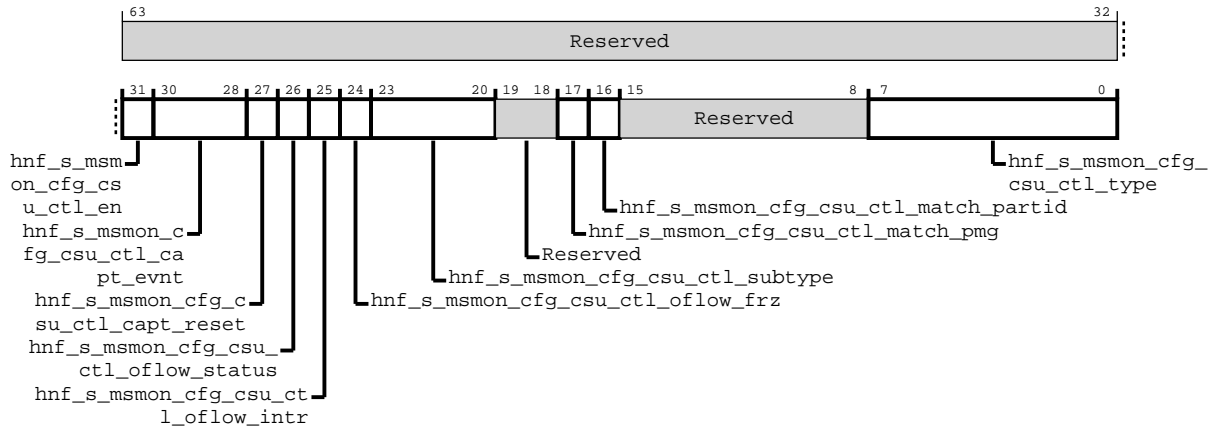 63 32
Reserved
31 30 28 27 26 25 24 23 20 19 18 17 16 15 8 7 0
Reserved
hnf_s_msm
on_cfg_cs
u_ctl_en
hnf_s_msmon_cfg_
csu_ctl_type
hnf_s_msmon_cfg_csu_ctl_match_partid
hnf_s_msmon_c
fg_csu_ctl_ca
pt_evnt
hnf_s_msmon_cfg_csu_ctl_match_pmg
Reserved
hnf_s_msmon_cfg_csu_ctl_subtype
hnf_s_msmon_cfg_c
su_ctl_capt_reset
hnf_s_msmon_cfg_csu_ctl_oflow_frz
hnf_s_msmon_cfg_csu_
ctl_oflow_status
hnf_s_msmon_cfg_csu_ct
l_oflow_intr